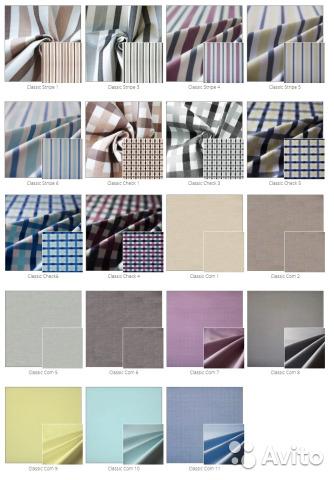 Classic Stripe 1
Classic Stripe 3
Classic Stripe 4
Classic Stripe 5
Classic Stripe 6
Classic Check 1
Classic Check 3
Classic Check 5
Classic Check6
Classic Check 4
Classic Com 1
Classic Com 2
Classic Com 5
Classic Com 6
Classic Com 7
Classic Com 8
Classic Com 9
Classic Com 10
Classic Com 11
Avito